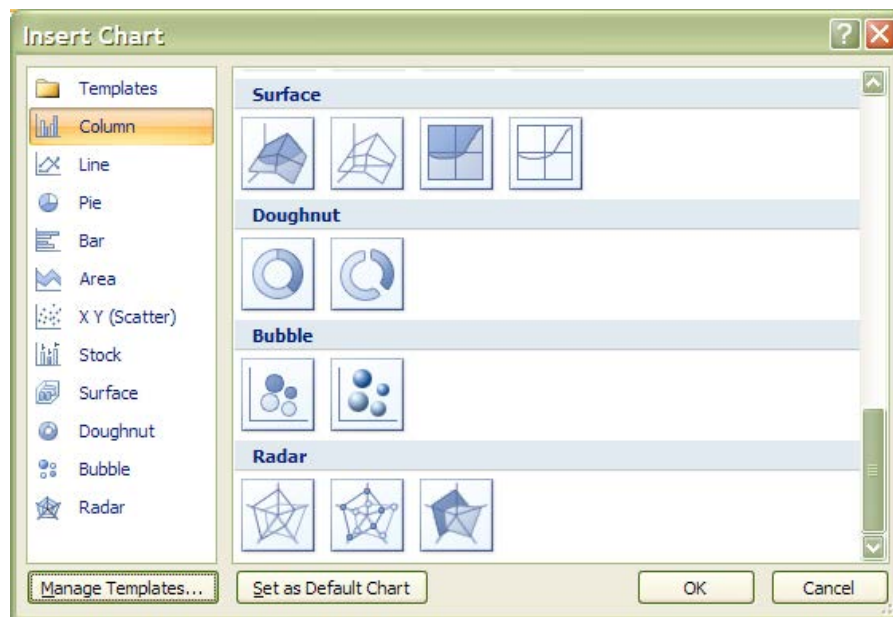 Insert Chart
Templates
Column
Line
Pie
Bar
Area
X Y (Scatter)
Stock
Surface
Doughnut
Bubble
Radar
Surface
Doughnut
Bubble
Radar
Manage Templates...
Set as Default Chart
OK
Cancel